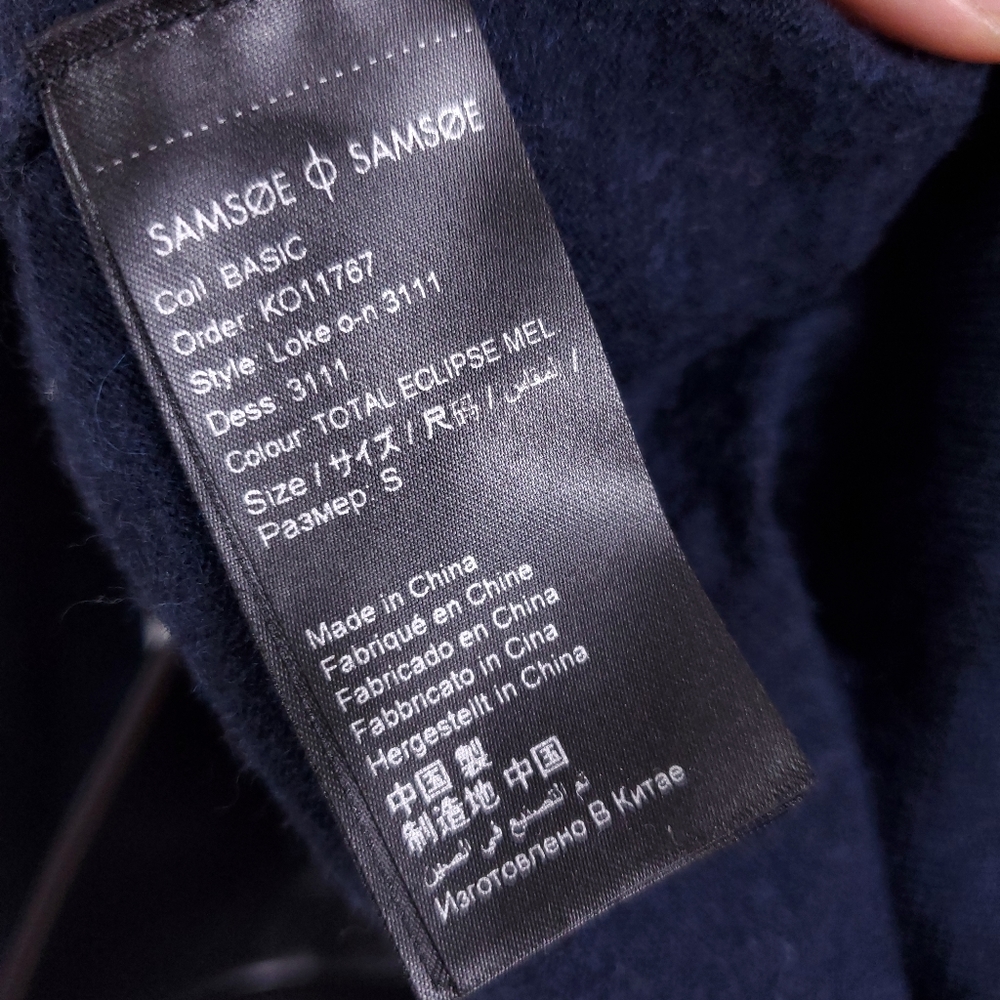 SAMSØE ϕ SAMSØE
Coll. BASIC
Order: KO11767
Style: Loke o-n 3111
Dess. 3111
Colour: TOTAL ECLIPSE MEL
Size / サイズ / 尺码 / مقاس /
Размер: S
Made in China
Fabriqué en Chine
Fabricado en China
Fabbricato in Cina
Hergestellt in China
中国 製
制造地 中国
تم التصنيع في الصين
Изготовлено В Китае